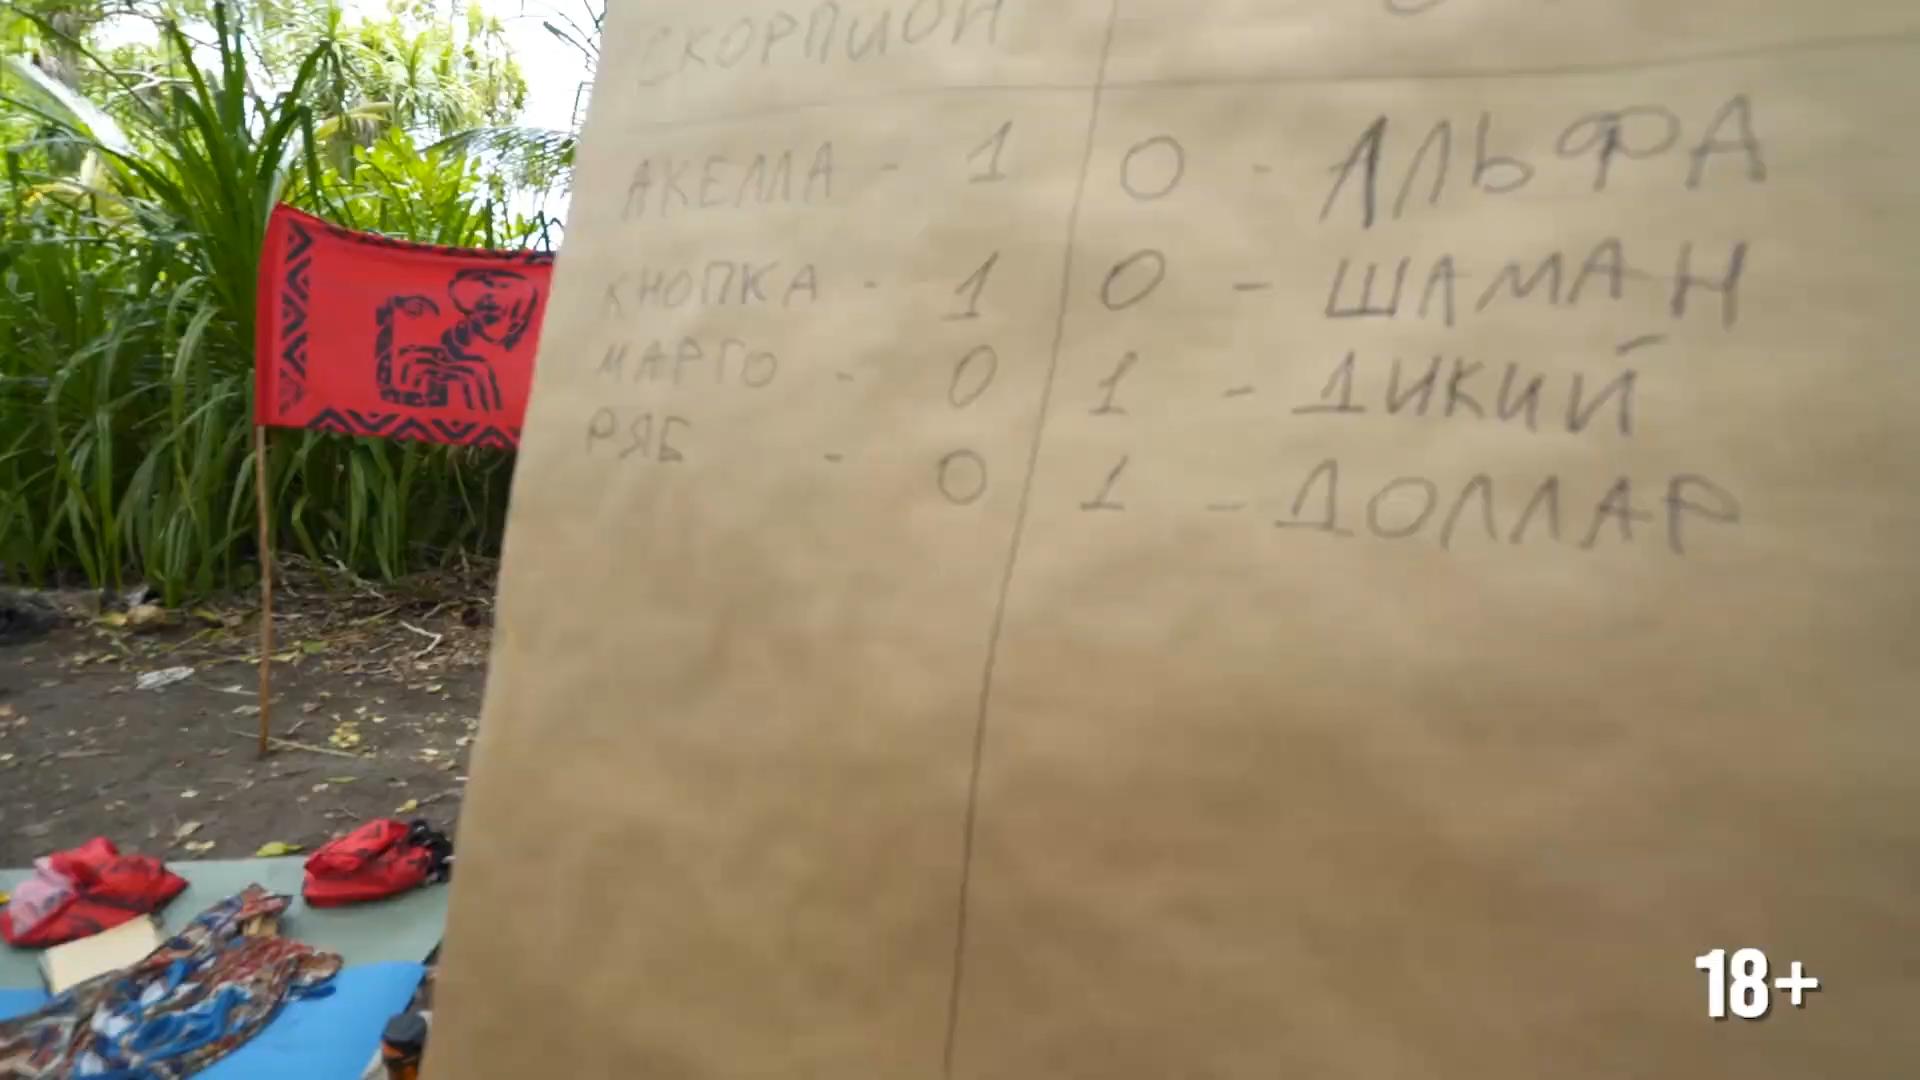 СКОРПИОН
АКЕЛЛА - 1 0 - АЛЬФА
КНОПКА - 1 0 - ШАМАН
МАРГО - 0 1 - ДИКИЙ
РЯБ - 0 1 - ДОЛЛАР
18+